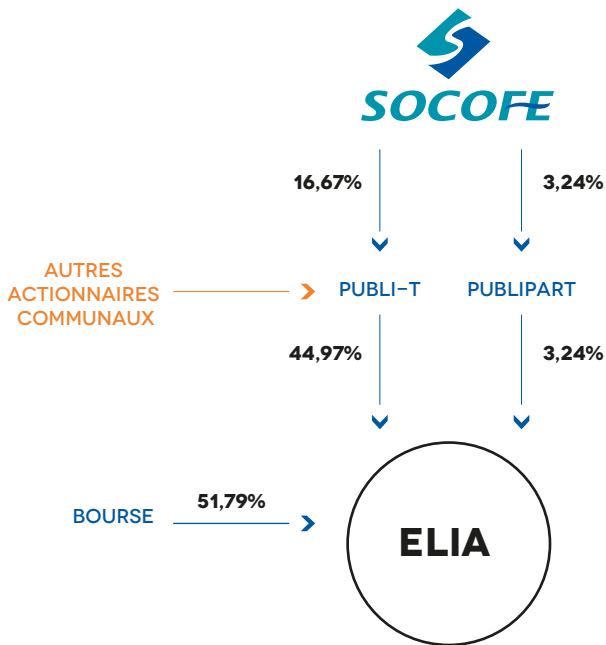 SOCOFE
16,67%
3,24%
AUTRES
ACTIONNAIRES
COMMUNAUX
PUBLI-T
PUBLIPART
44,97%
3,24%
BOURSE
51,79%
ELIA